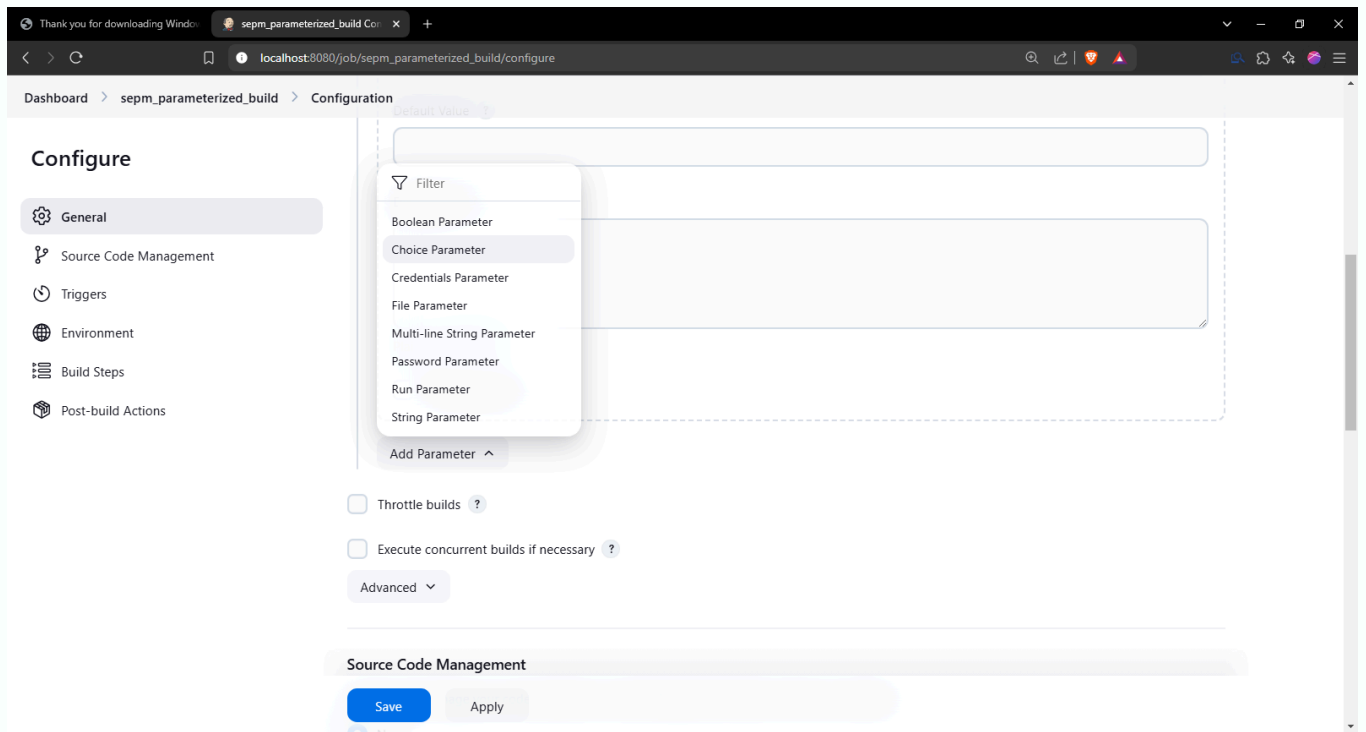 Thank you for downloading Window
sepm_parameterized_build Con
localhost:8080/job/sepm_parameterized_build/configure
Dashboard > sepm_parameterized_build > Configuration
Default Value ?
Configure
General
Source Code Management
Triggers
Environment
Build Steps
Post-build Actions
Filter
Boolean Parameter
Choice Parameter
Credentials Parameter
File Parameter
Multi-line String Parameter
Password Parameter
Run Parameter
String Parameter
Add Parameter
Throttle builds ?
Execute concurrent builds if necessary ?
Advanced
Source Code Management
Save
Apply